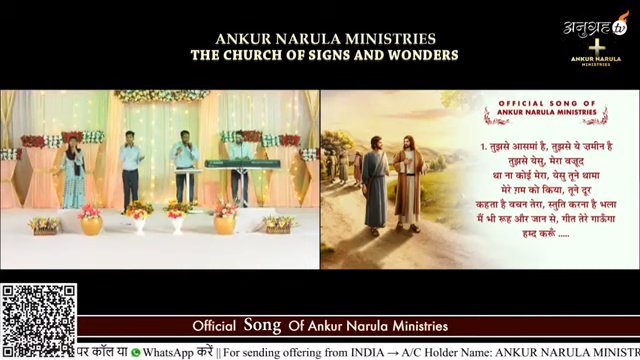 ANKUR NARULA MINISTRIES
THE CHURCH OF SIGNS AND WONDERS
अनुग्रह tv
ANKUR NARULA
MINISTRIES
OFFICIAL SONG OF
ANKUR NARULA MINISTRIES
1. तुझसे आसमां है, तुझसे ये ज़मीन है
तुझसे येसु, मेरा वजूद
था ना कोई मेरा, येसु तूने थामा
मेरे ग़म को किया, तूने दूर
कहता है वचन तेरा, स्तुति करना है भला
मैं भी रूह और जान से, गीत तेरे गाऊँगा
हम्द करूँ .....
Official Song Of Ankur Narula Ministries
पर कॉल या WhatsApp करें || For sending offering from INDIA → A/C Holder Name: ANKUR NARULA MINISTR